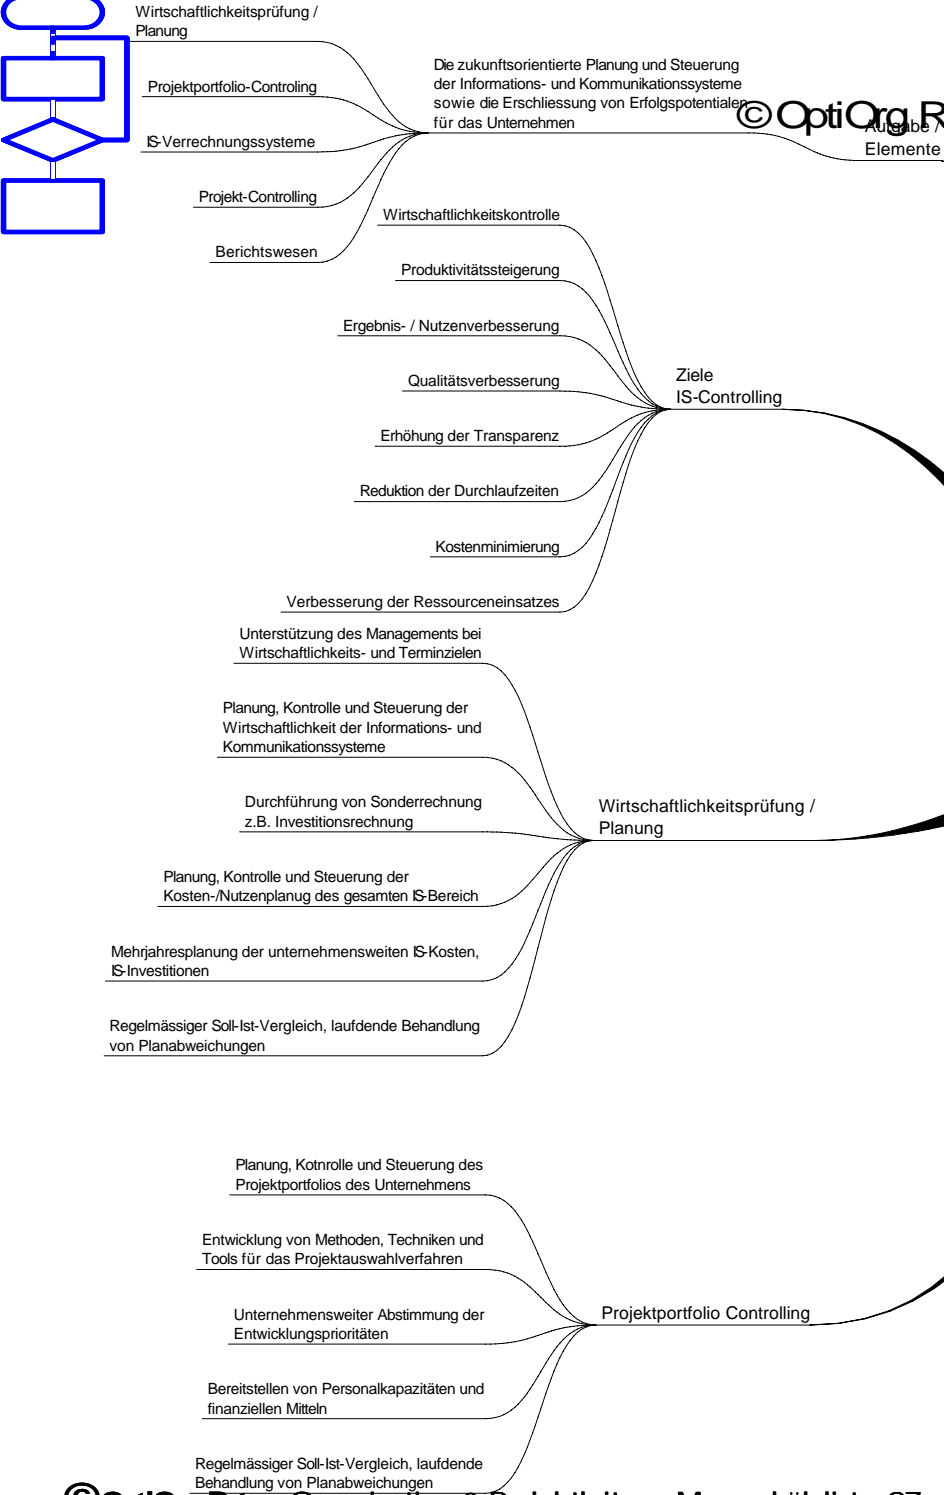 Wirtschaftlichkeitsprüfung /
Planung
Projektportfolio-Controling
IS-Verrechnungssysteme
Projekt-Controlling
Berichtswesen
Die zukunftsorientierte Planung und Steuerung
der Informations- und Kommunikationssysteme
sowie die Erschliessung von Erfolgspotentialen
für das Unternehmen
© OptiOrg R
Aufgabe /
Elemente
Wirtschaftlichkeitskontrolle
Produktivitätssteigerung
Ergebnis- / Nutzenverbesserung
Qualitätsverbesserung
Erhöhung der Transparenz
Reduktion der Durchlaufzeiten
Kostenminimierung
Verbesserung der Ressourceneinsatzes
Ziele
IS-Controlling
Unterstützung des Managements bei
Wirtschaftlichkeits- und Terminzielen
Planung, Kontrolle und Steuerung der
Wirtschaftlichkeit der Informations- und
Kommunikationssysteme
Durchführung von Sonderrechnung
z.B. Investitionsrechnung
Planung, Kontrolle und Steuerung der
Kosten-/Nutzenplanug des gesamten IS-Bereich
Mehrjahresplanung der unternehmensweiten IS-Kosten,
IS-Investitionen
Regelmässiger Soll-Ist-Vergleich, laufdende Behandlung
von Planabweichungen
Wirtschaftlichkeitsprüfung /
Planung
Planung, Kotnrolle und Steuerung des
Projektportfolios des Unternehmens
Entwicklung von Methoden, Techniken und
Tools für das Projektauswahlverfahren
Unternehmensweiter Abstimmung der
Entwicklungsprioritäten
Bereitstellen von Personalkapazitäten und
finanziellen Mitteln
Regelmässiger Soll-Ist-Vergleich, laufdende
Behandlung von Planabweichungen
Projektportfolio Controlling